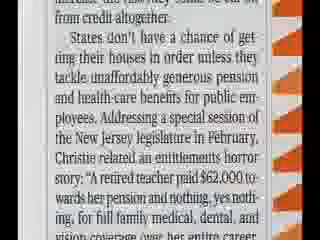 from credit altogether.
States don't have a chance of get-
ting their houses in order unless they
tackle unaffordably generous pension
and health-care benefits for public em-
ployees. Addressing a special session of
the New Jersey legislature in February,
Christie related an entitlements horror
story: "A retired teacher paid $62,000 to-
wards her pension and nothing, yes noth-
ing, for full family medical, dental, and
vision coverage over her entire career.